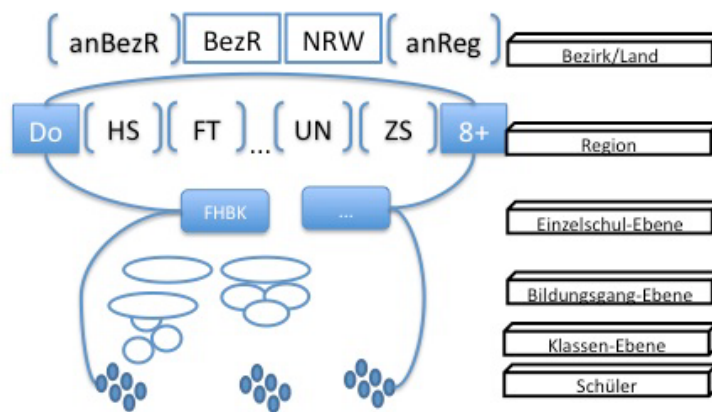 anBezR BezR NRW anReg
Bezirk/Land
Do HS FT ... UN ZS 8+
Region
FHBK ...
Einzelschul-Ebene
Bildungsgang-Ebene
Klassen-Ebene
Schüler